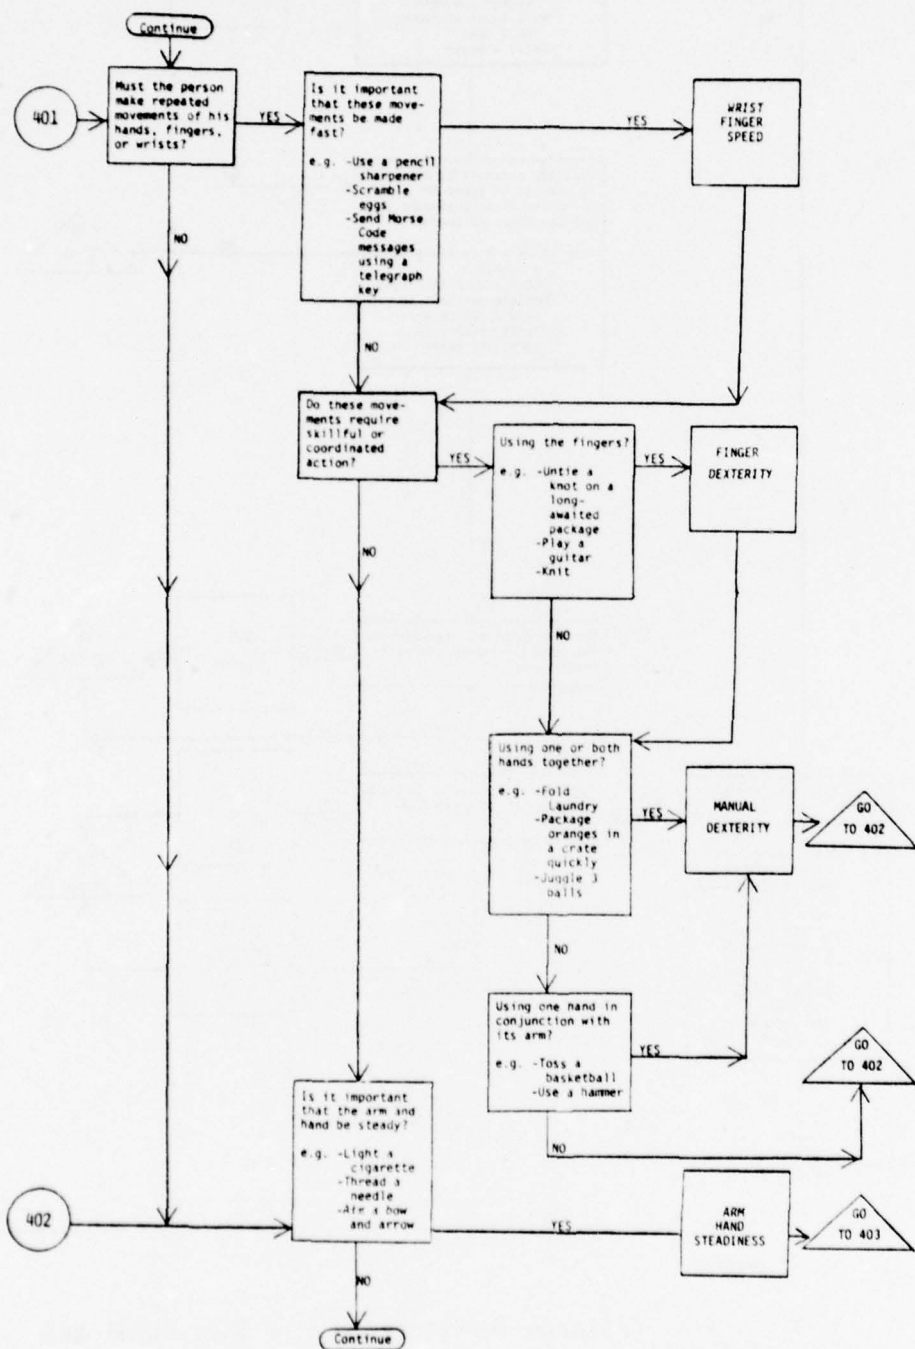 Continue
401
Must the person
make repeated
movements of his
hands, fingers,
or wrists?
YES
Is it important
that these move-
ments be made
fast?
e.g. -Use a pencil
sharpener
-Scramble
eggs
-Send Morse
Code
messages
using a
telegraph
key
YES
WRIST
FINGER
SPEED
NO
NO
Do these move-
ments require
skillful or
coordinated
action?
YES
Using the fingers?
e.g. -Untie a
knot on a
long-
awaited
package
-Play a
guitar
-Knit
YES
FINGER
DEXTERITY
NO
NO
Using one or both
hands together?
e.g. -Fold
Laundry
-Package
oranges in
a crate
quickly
-Juggle 3
balls
YES
MANUAL
DEXTERITY
GO
TO 402
NO
Using one hand in
conjunction with
its arm?
e.g. -Toss a
basketball
-Use a hammer
YES
GO
TO 402
NO
402
Is it important
that the arm and
hand be steady?
e.g. -Light a
cigarette
-Thread a
needle
-Aim a bow
and arrow
YES
ARM
HAND
STEADINESS
GO
TO 403
NO
Continue